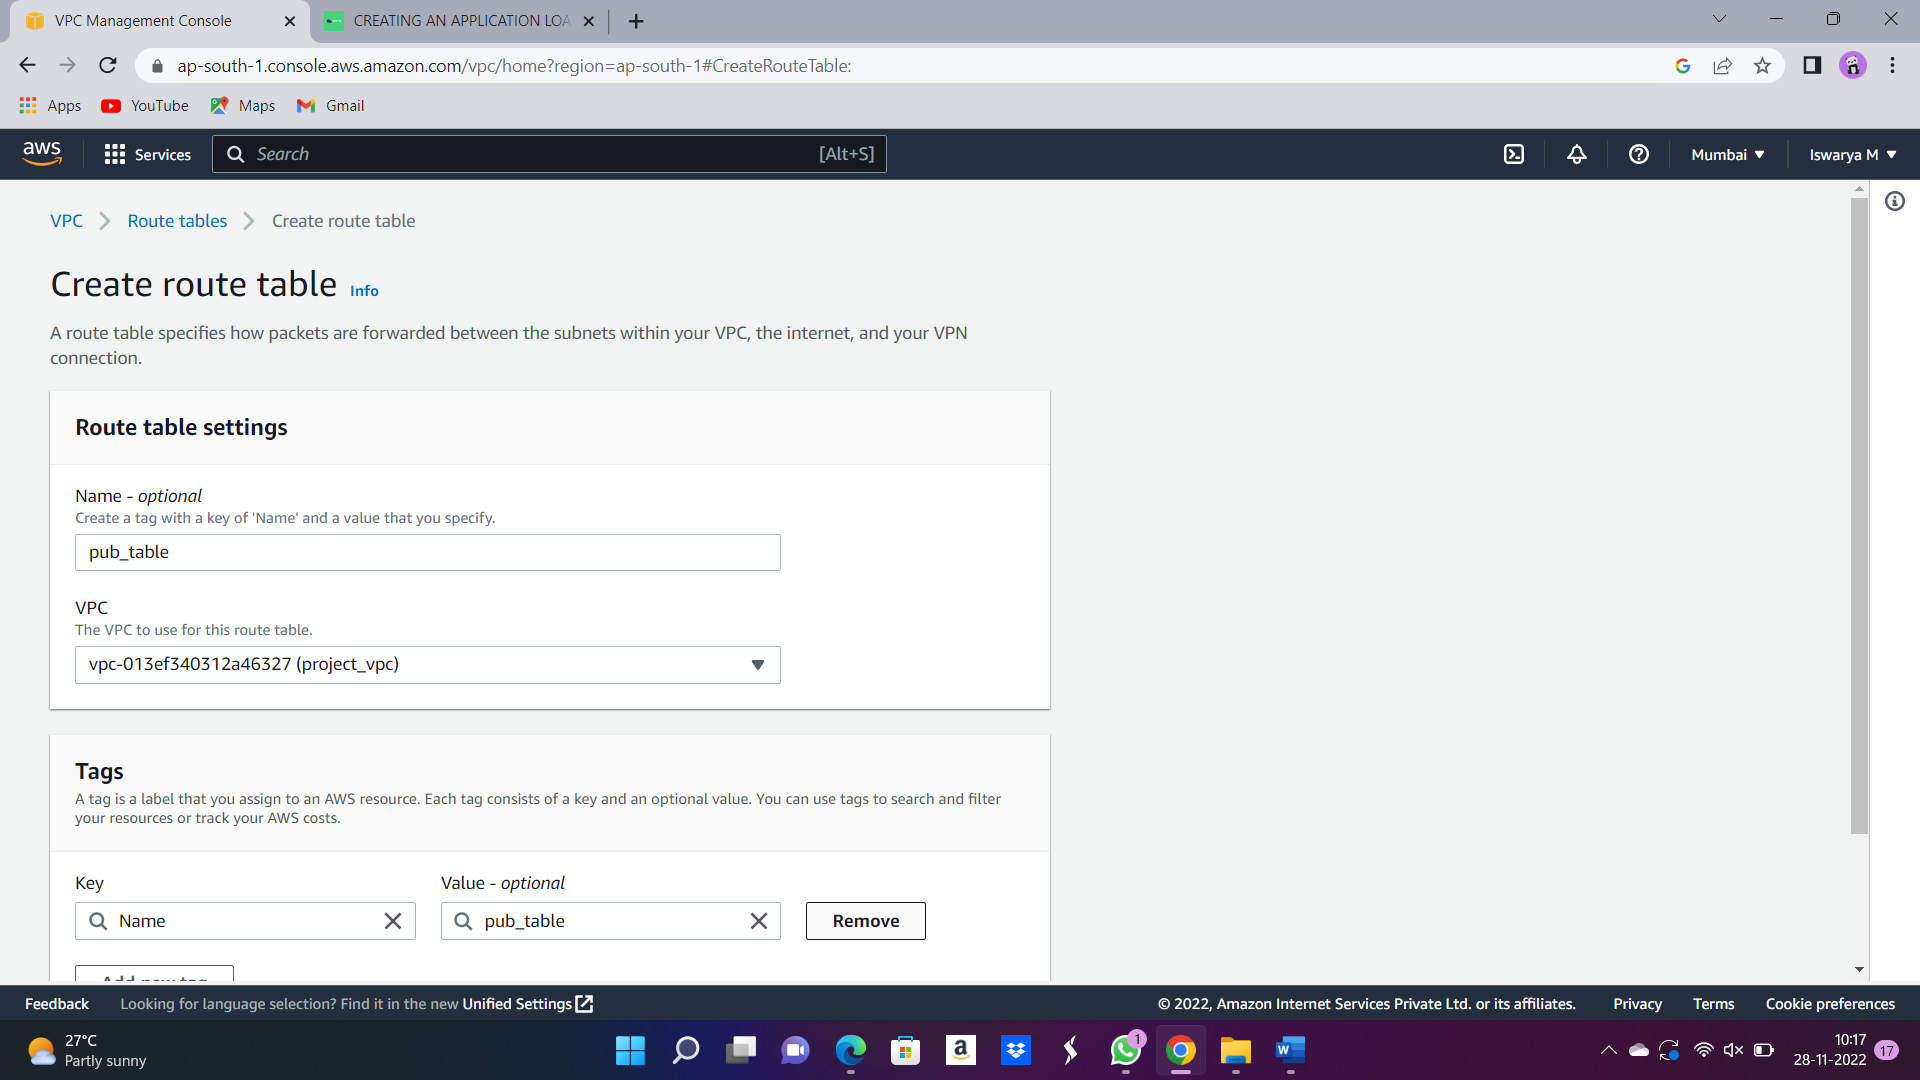 VPC Management Console
CREATING AN APPLICATION LOA
ap-south-1.console.aws.amazon.com/vpc/home?region=ap-south-1#CreateRouteTable:
Apps YouTube Maps Gmail
aws Services Search [Alt+S] Mumbai Iswarya M
VPC Route tables Create route table
Create route table Info
A route table specifies how packets are forwarded between the subnets within your VPC, the internet, and your VPN
connection.
Route table settings
Name - optional
Create a tag with a key of 'Name' and a value that you specify.
pub_table
VPC
The VPC to use for this route table.
vpc-013ef340312a46327 (project_vpc)
Tags
A tag is a label that you assign to an AWS resource. Each tag consists of a key and an optional value. You can use tags to search and filter
your resources or track your AWS costs.
Key Value - optional
Name pub_table Remove
Add new tag
Feedback Looking for language selection? Find it in the new Unified Settings © 2022, Amazon Internet Services Private Ltd. or its affiliates. Privacy Terms Cookie preferences
27°C
Partly sunny
1
10:17
28-11-2022
17